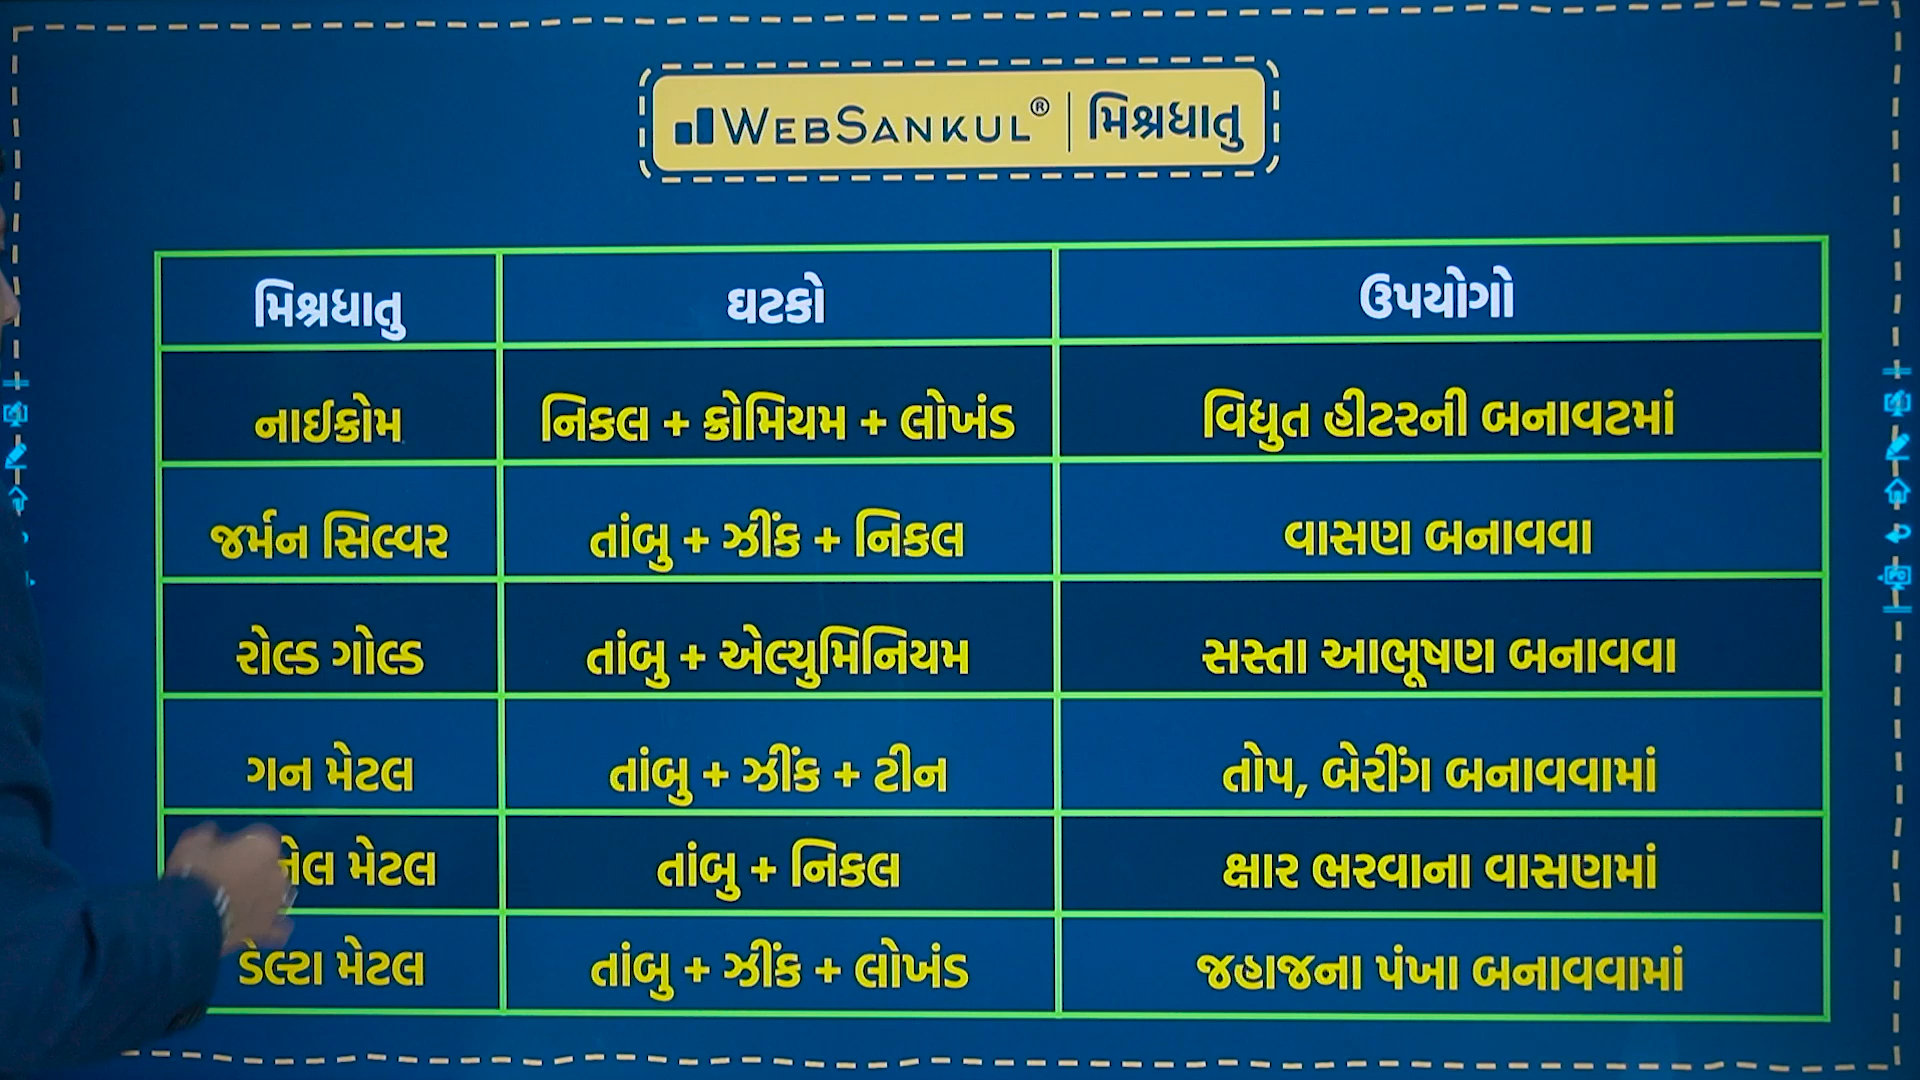 WEBSANKUL® | મિશ્રધાતુ
મિશ્રધાતુ ઘટકો ઉપયોગો
નાઈક્રોમ નિકલ + ક્રોમિયમ + લોખંડ વિદ્યુત હીટરની બનાવટમાં
જર્મન સિલ્વર તાંબુ + ઝીંક + નિકલ વાસણ બનાવવા
રોલ્ડ ગોલ્ડ તાંબુ + એલ્યુમિનિયમ સસ્તા આભૂષણ બનાવવા
ગન મેટલ તાંબુ + ઝીંક + ટીન તોપ, બેરીંગ બનાવવામાં
મેટલ તાંબુ + નિકલ ક્ષાર ભરવાના વાસણમાં
ડેલ્ટા મેટલ તાંબુ + ઝીંક + લોખંડ જહાજના પંખા બનાવવામાં